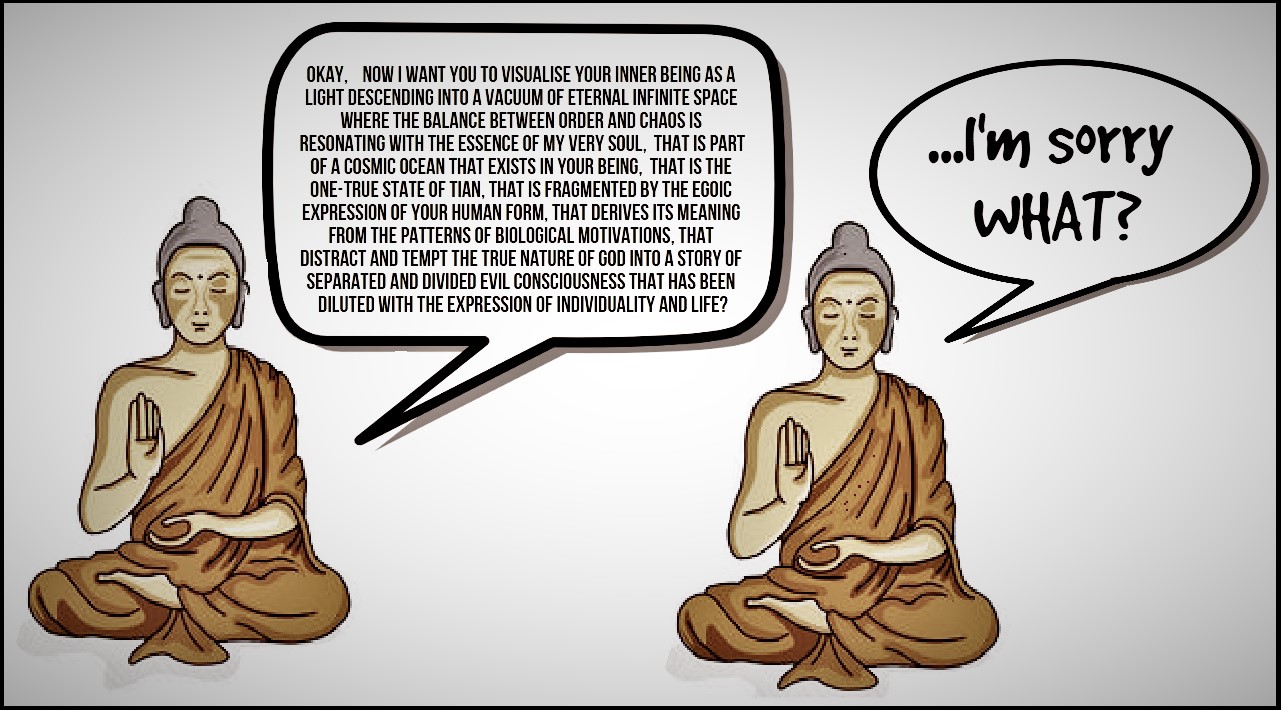 OKAY, NOW I WANT YOU TO VISUALISE YOUR INNER BEING AS A
LIGHT DESCENDING INTO A VACUUM OF ETERNAL INFINITE SPACE
WHERE THE BALANCE BETWEEN ORDER AND CHAOS IS
RESONATING WITH THE ESSENCE OF MY VERY SOUL, THAT IS PART
OF A COSMIC OCEAN THAT EXISTS IN YOUR BEING, THAT IS THE
ONE-TRUE STATE OF TIAN, THAT IS FRAGMENTED BY THE EGOIC
EXPRESSION OF YOUR HUMAN FORM, THAT DERIVES ITS MEANING
FROM THE PATTERNS OF BIOLOGICAL MOTIVATIONS, THAT
DISTRACT AND TEMPT THE TRUE NATURE OF GOD INTO A STORY OF
SEPARATED AND DIVIDED EVIL CONSCIOUSNESS THAT HAS BEEN
DILUTED WITH THE EXPRESSION OF INDIVIDUALITY AND LIFE?
...I'm sorry
WHAT?